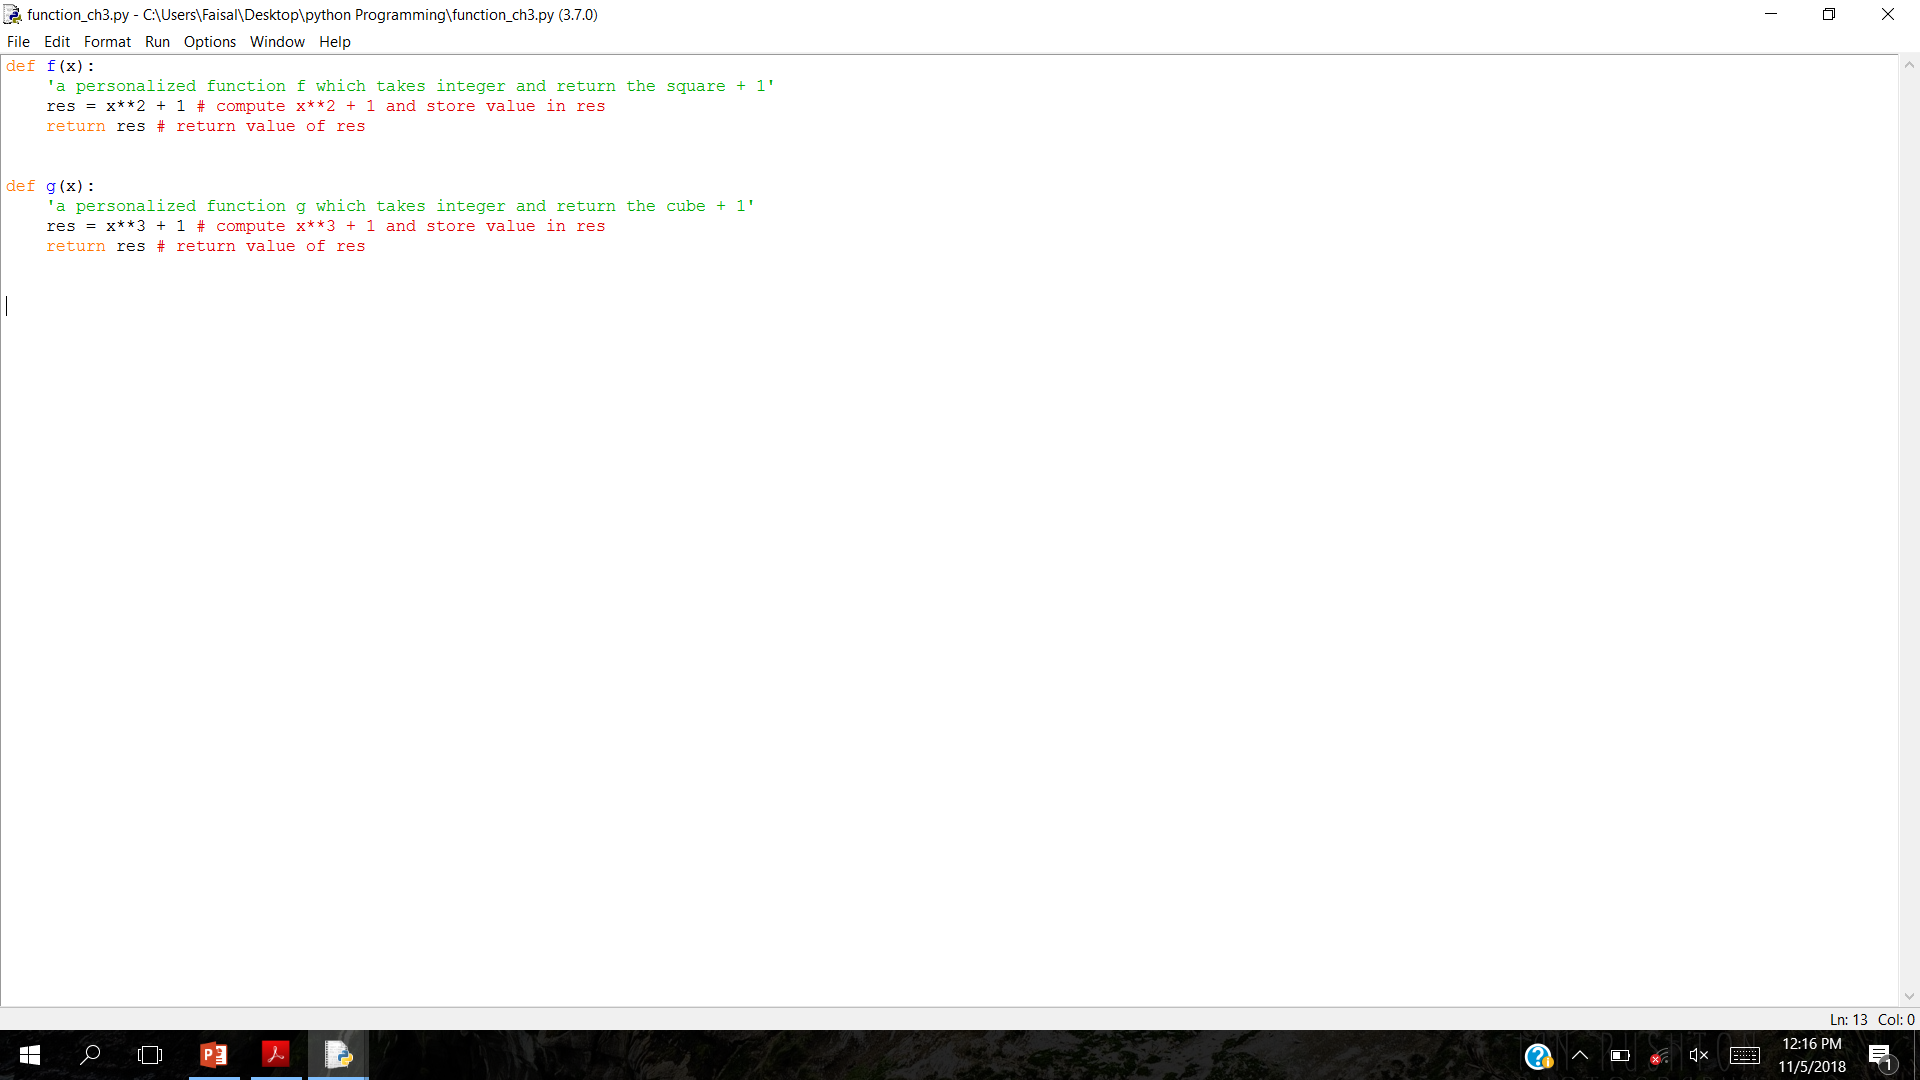 function_ch3.py - C:\Users\Faisal\Desktop\python Programming\function_ch3.py (3.7.0)
File Edit Format Run Options Window Help
def f(x):
    'a personalized function f which takes integer and return the square + 1'
    res = x**2 + 1 # compute x**2 + 1 and store value in res
    return res # return value of res
def g(x):
    'a personalized function g which takes integer and return the cube + 1'
    res = x**3 + 1 # compute x**3 + 1 and store value in res
    return res # return value of res
Ln: 13 Col: 0
12:16 PM
11/5/2018
1